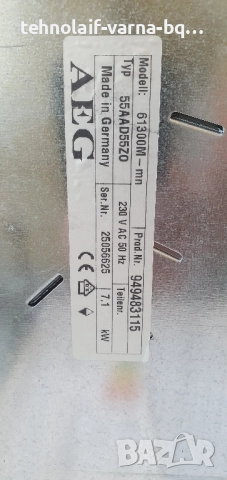 tehnolaif-varna-bq...
Modell: 61300M - mn Prod.Nr. 949483115
Typ 55AAD55ZO 230 V AC 50 Hz Teilenr.
Made in Germany Ser.Nr. 25056625 7.1 kW
AEG CE
bazar